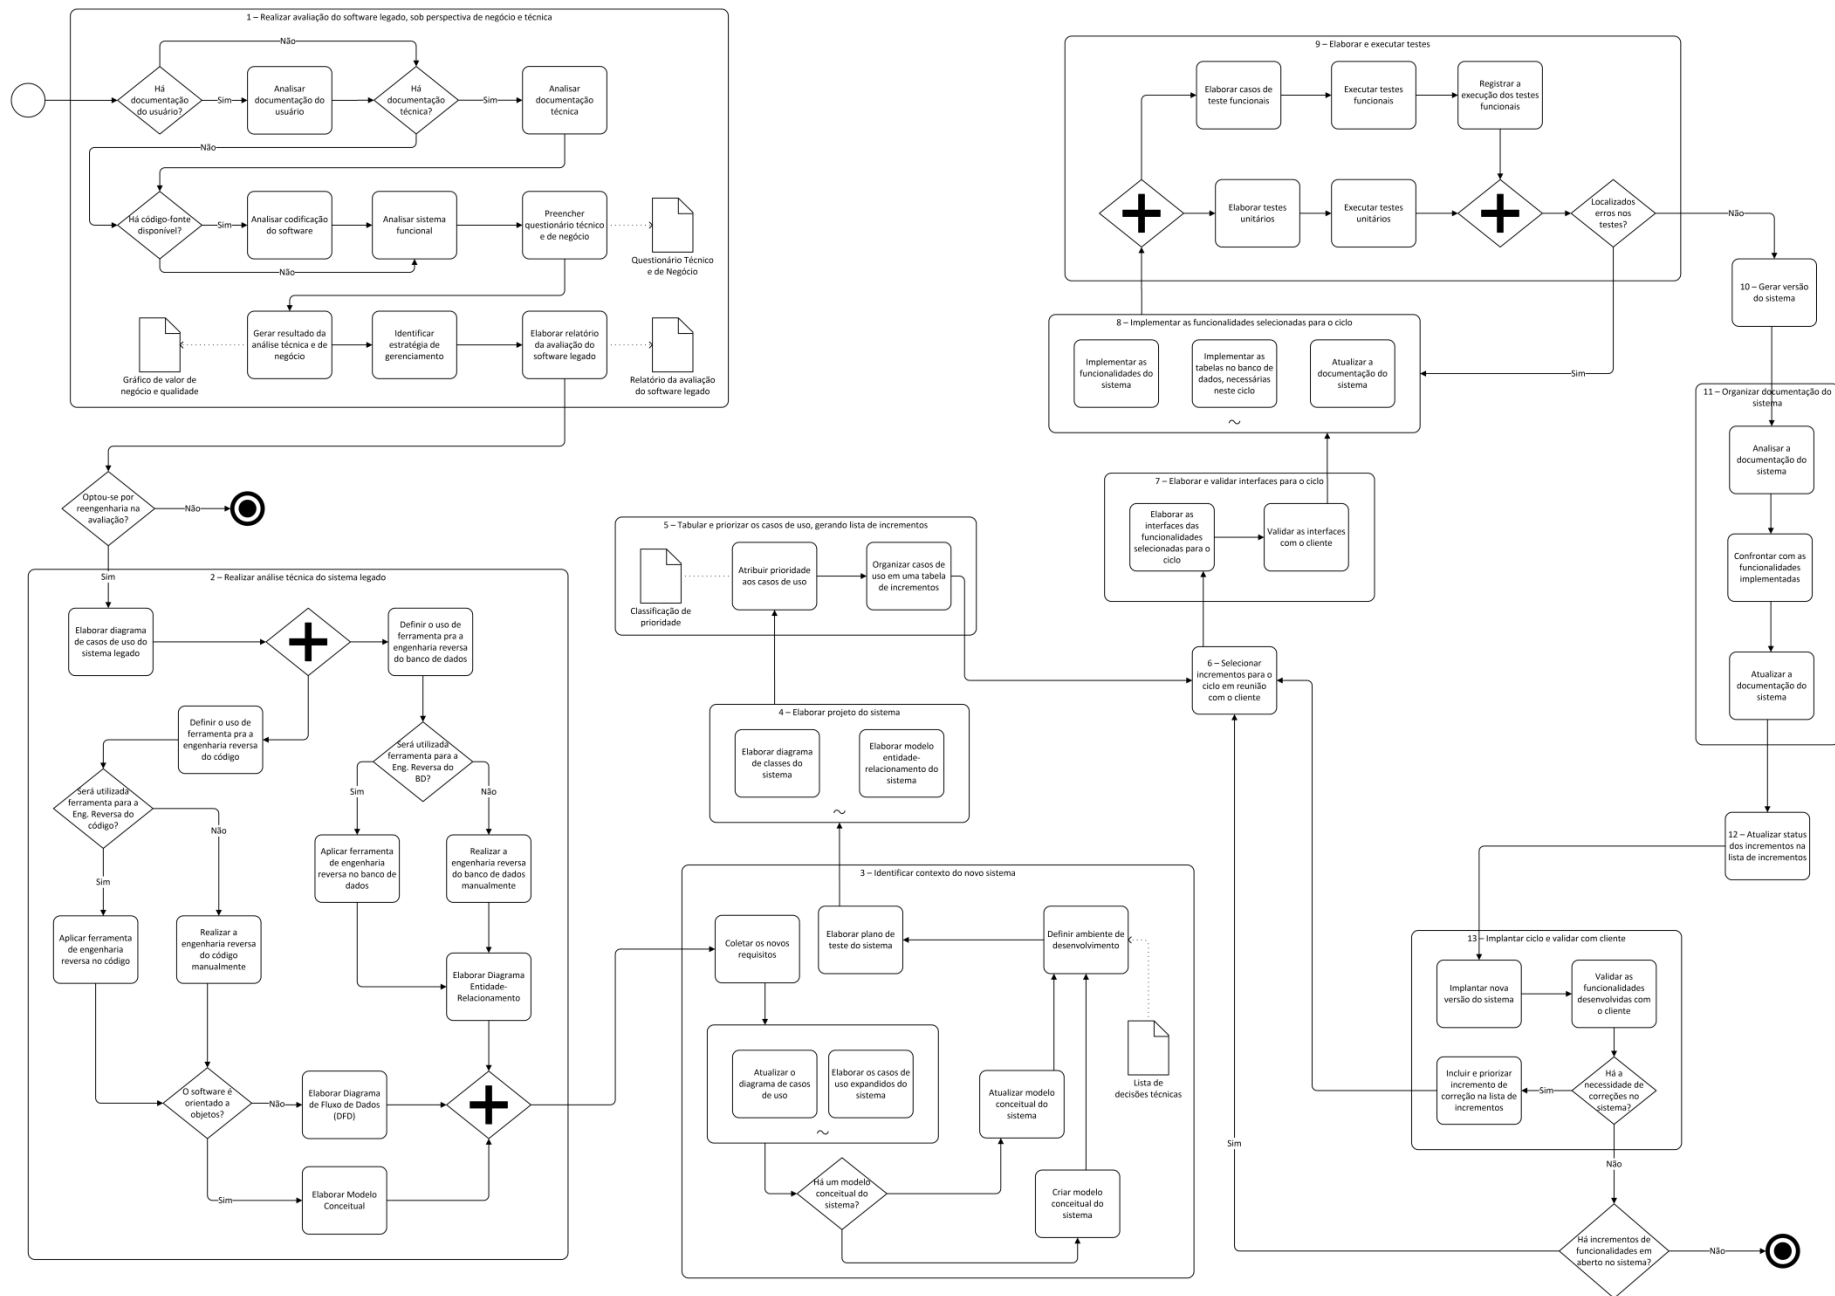 1 – Realizar avaliação do software legado, sob perspectiva de negócio e técnica
Não
Há
documentação
do usuário?
Sim
Analisar
documentação do
usuário
Há
documentação
técnica?
Sim
Analisar
documentação
técnica
Não
Há código-fonte
disponível?
Sim
Analisar codificação
do software
Analisar sistema
funcional
Preencher
questionário técnico
e de negócio
Questionário Técnico
e de Negócio
Não
Gráfico de valor de
negócio e qualidade
Gerar resultado da
análise técnica e de
negócio
Identificar
estratégia de
gerenciamento
Elaborar relatório
da avaliação do
software legado
Relatório da avaliação
do software legado
Optou-se por
reengenharia na
avaliação?
Não
Sim
2 – Realizar análise técnica do sistema legado
Elaborar diagrama
de casos de uso do
sistema legado
Definir o uso de
ferramenta pra a
engenharia reversa
do banco de dados
Definir o uso de
ferramenta pra a
engenharia reversa
do código
Será utilizada
ferramenta para a
Eng. Reversa do
BD?
Sim
Não
Será utilizada
ferramenta para a
Eng. Reversa do
código?
Não
Sim
Aplicar ferramenta
de engenharia
reversa no banco de
dados
Realizar a
engenharia reversa
do banco de dados
manualmente
Aplicar ferramenta
de engenharia
reversa no código
Realizar a
engenharia reversa
do código
manualmente
Elaborar Diagrama
Entidade-
Relacionamento
O software é
orientado a
objetos?
Não
Elaborar Diagrama
de Fluxo de Dados
(DFD)
Sim
Elaborar Modelo
Conceitual
3 – Identificar contexto do novo sistema
Coletar os novos
requisitos
Elaborar plano de
teste do sistema
Definir ambiente de
desenvolvimento
Atualizar o
diagrama de casos
de uso
Elaborar os casos de
uso expandidos do
sistema
~
Atualizar modelo
conceitual do
sistema
Lista de
decisões técnicas
Há um modelo
conceitual do
sistema?
Criar modelo
conceitual do
sistema
4 – Elaborar projeto do sistema
Elaborar diagrama
de classes do
sistema
Elaborar modelo
entidade-
relacionamento do
sistema
~
5 – Tabular e priorizar os casos de uso, gerando lista de incrementos
Classificação de
prioridade
Atribuir prioridade
aos casos de uso
Organizar casos de
uso em uma tabela
de incrementos
6 – Selecionar
incrementos para o
ciclo em reunião
com o cliente
7 – Elaborar e validar interfaces para o ciclo
Elaborar as
interfaces das
funcionalidades
selecionadas para o
ciclo
Validar as interfaces
com o cliente
8 – Implementar as funcionalidades selecionadas para o ciclo
Implementar as
funcionalidades do
sistema
Implementar as
tabelas no banco de
dados, necessárias
neste ciclo
Atualizar a
documentação do
sistema
~
9 – Elaborar e executar testes
Elaborar casos de
teste funcionais
Executar testes
funcionais
Registrar a
execução dos testes
funcionais
Elaborar testes
unitários
Executar testes
unitários
Localizados
erros nos
testes?
Não
Sim
10 – Gerar versão
do sistema
11 – Organizar documentação do
sistema
Analisar a
documentação do
sistema
Confrontar com as
funcionalidades
implementadas
Atualizar a
documentação do
sistema
12 – Atualizar status
dos incrementos na
lista de incrementos
13 – Implantar ciclo e validar com cliente
Implantar nova
versão do sistema
Validar as
funcionalidades
desenvolvidas com
o cliente
Incluir e priorizar
incremento de
correção na lista de
incrementos
Sim
Há a
necessidade de
correções no
sistema?
Não
Sim
Há incrementos de
funcionalidades em
aberto no sistema?
Não